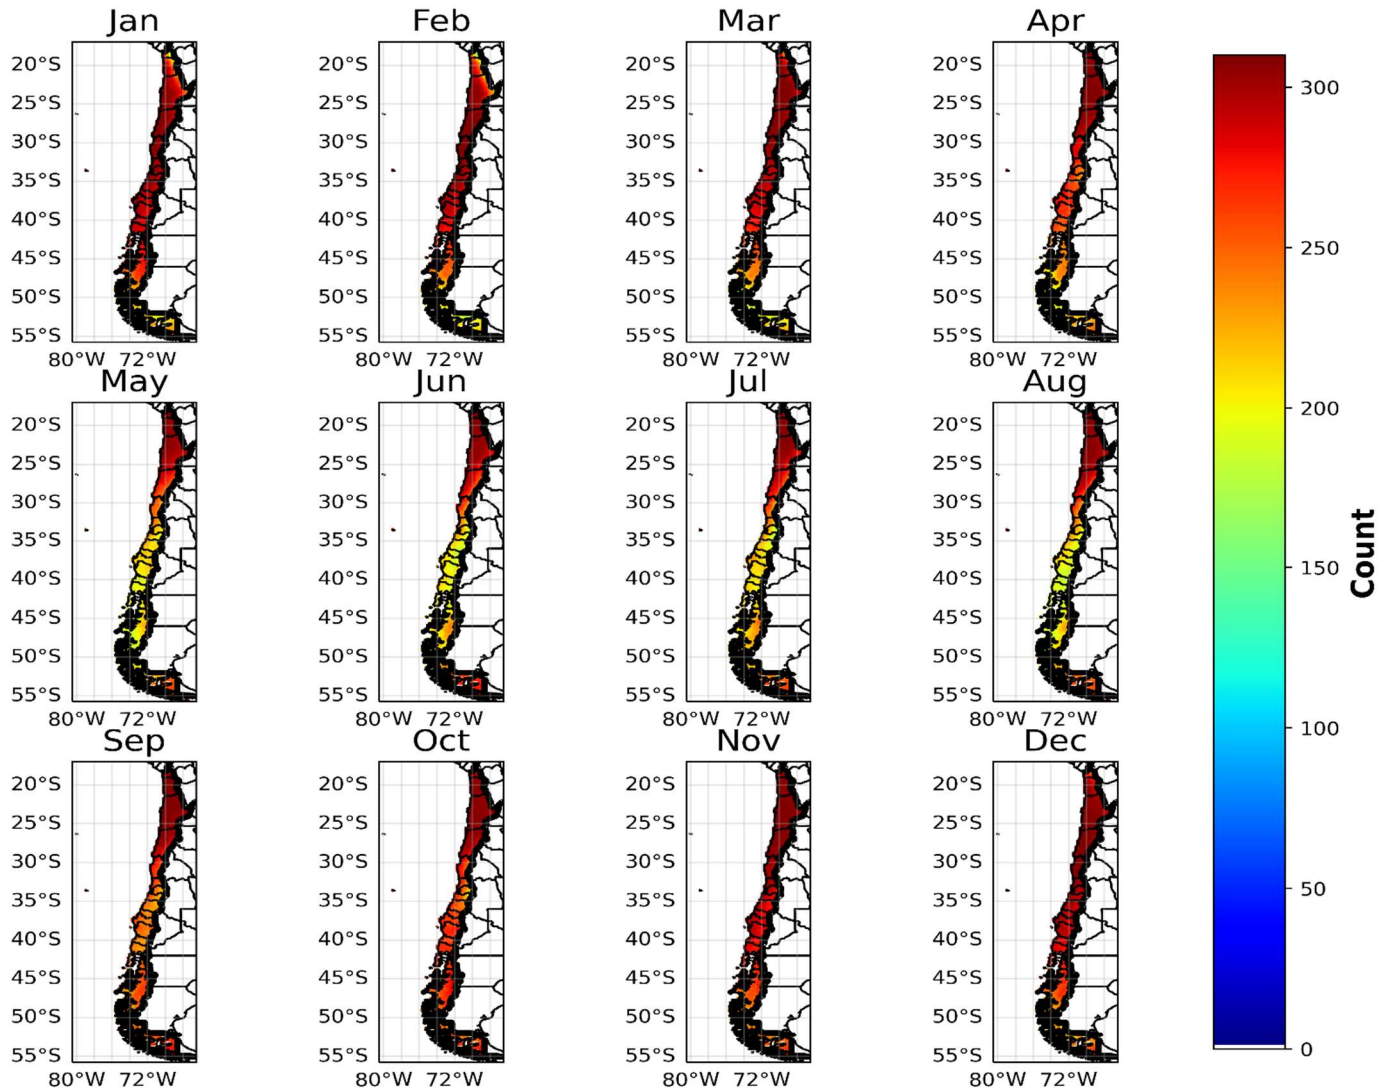 Jan Feb Mar Apr
20°S 20°S 20°S 20°S 300
25°S 25°S 25°S 25°S
30°S 30°S 30°S 30°S
35°S 35°S 35°S 35°S
40°S 40°S 40°S 40°S
45°S 45°S 45°S 45°S 250
50°S 50°S 50°S 50°S
55°S 55°S 55°S 55°S
80°W 72°W 80°W 72°W 80°W 72°W 80°W 72°W
May Jun Jul Aug
200
20°S 20°S 20°S 20°S
25°S 25°S 25°S 25°S
30°S 30°S 30°S 30°S
35°S 35°S 35°S 35°S
Count
40°S 40°S 40°S 40°S 150
45°S 45°S 45°S 45°S
50°S 50°S 50°S 50°S
55°S 55°S 55°S 55°S
80°W 72°W 80°W 72°W 80°W 72°W 80°W 72°W
100
Sep Oct Nov Dec
20°S 20°S 20°S 20°S
25°S 25°S 25°S 25°S
30°S 30°S 30°S 30°S
35°S 35°S 35°S 35°S 50
40°S 40°S 40°S 40°S
45°S 45°S 45°S 45°S
50°S 50°S 50°S 50°S
55°S 55°S 55°S 55°S 0
80°W 72°W 80°W 72°W 80°W 72°W 80°W 72°W